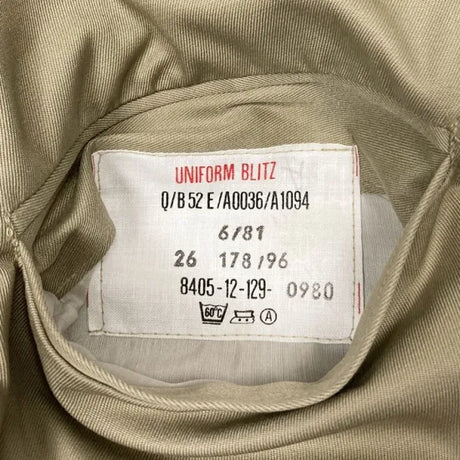 UNIFORM BLITZ
Q/B 52 E/A0036/A1094
6/81
26 178/96
8405-12-129- 0980
60°C A